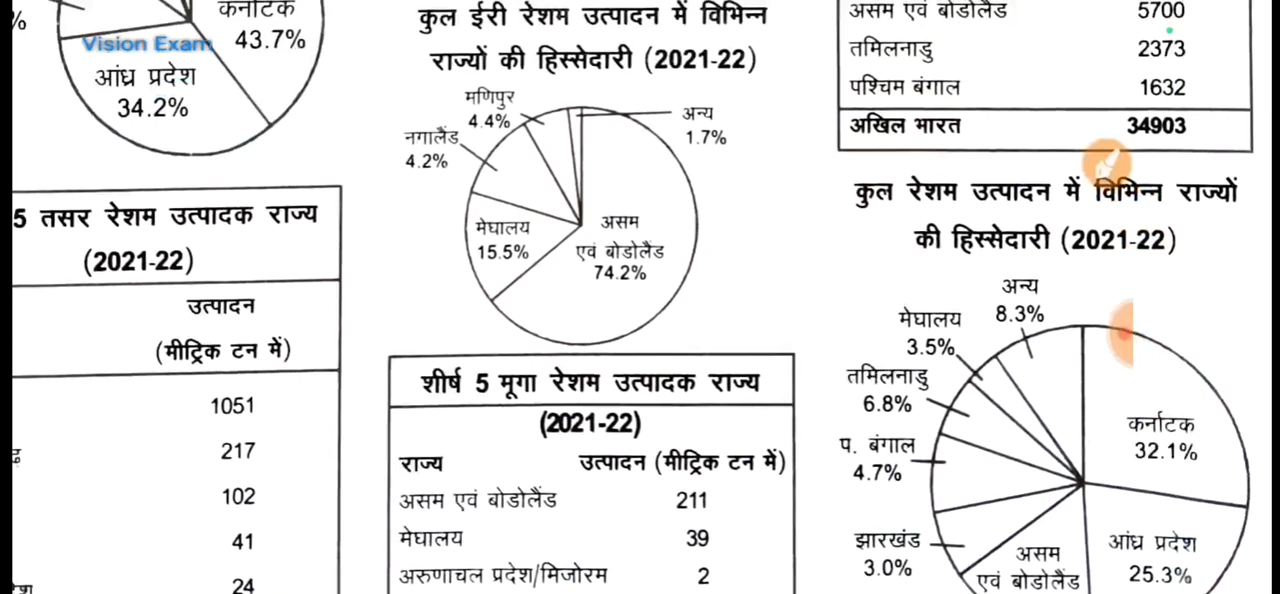 %
कर्नाटक
43.7%
Vision Exam
आंध्र प्रदेश
34.2%
5 तसर रेशम उत्पादक राज्य
(2021-22)
उत्पादन
(मीट्रिक टन में)
1051
217
102
41
24
कुल ईरी रेशम उत्पादन में विभिन्न
राज्यों की हिस्सेदारी (2021-22)
मणिपुर
4.4%
अन्य
1.7%
नगालैंड
4.2%
मेघालय
15.5%
असम
एवं बोडोलैंड
74.2%
शीर्ष 5 मूगा रेशम उत्पादक राज्य
(2021-22)
राज्य उत्पादन (मीट्रिक टन में)
असम एवं बोडोलैंड 211
मेघालय 39
अरुणाचल प्रदेश/मिजोरम 2
असम एवं बोडोलैंड 5700
तमिलनाडु 2373
पश्चिम बंगाल 1632
अखिल भारत 34903
कुल रेशम उत्पादन में विभिन्न राज्यों
की हिस्सेदारी (2021-22)
अन्य
8.3%
मेघालय
3.5%
तमिलनाडु
6.8%
प. बंगाल
4.7%
झारखंड
3.0%
असम
एवं बोडोलैंड
कर्नाटक
32.1%
आंध्र प्रदेश
25.3%